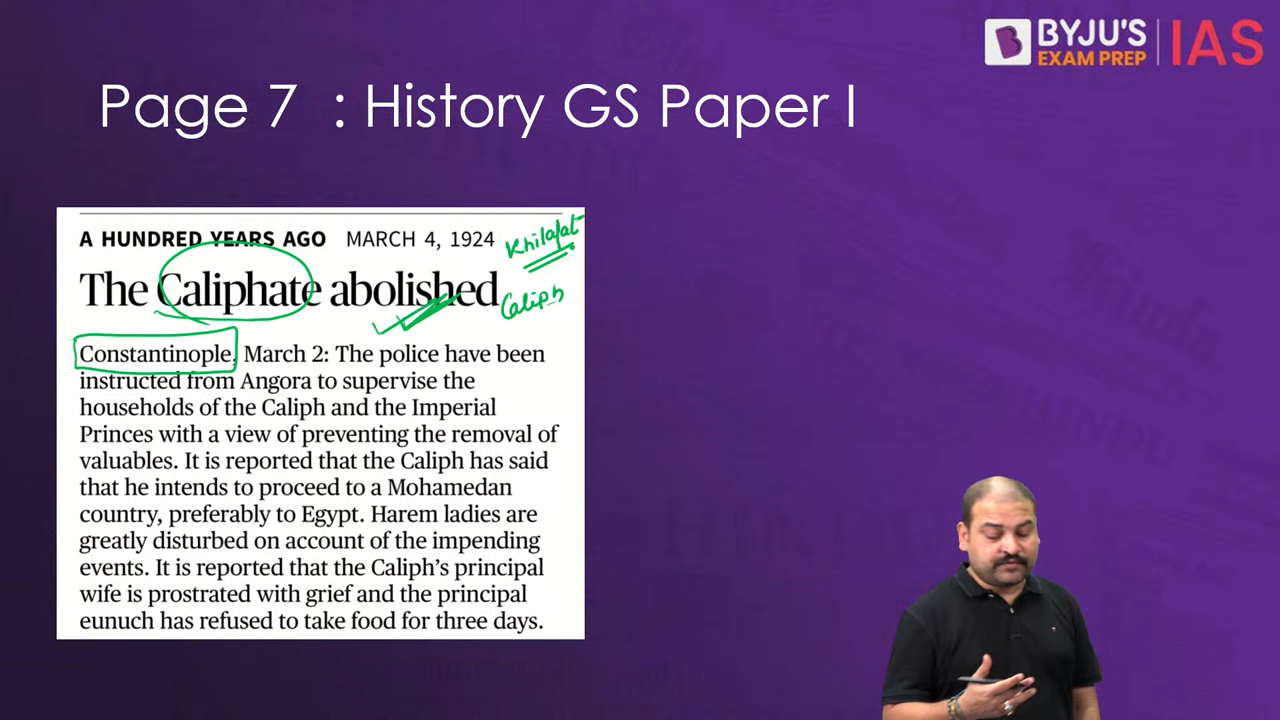 BYJU'S
EXAM PREP
IAS
Page 7 : History GS Paper I
A HUNDRED YEARS AGO MARCH 4, 1924
Khilafat
The Caliphate abolished
Caliph
Constantinople, March 2: The police have been
instructed from Angora to supervise the
households of the Caliph and the Imperial
Princes with a view of preventing the removal of
valuables. It is reported that the Caliph has said
that he intends to proceed to a Mohamedan
country, preferably to Egypt. Harem ladies are
greatly disturbed on account of the impending
events. It is reported that the Caliph's principal
wife is prostrated with grief and the principal
eunuch has refused to take food for three days.